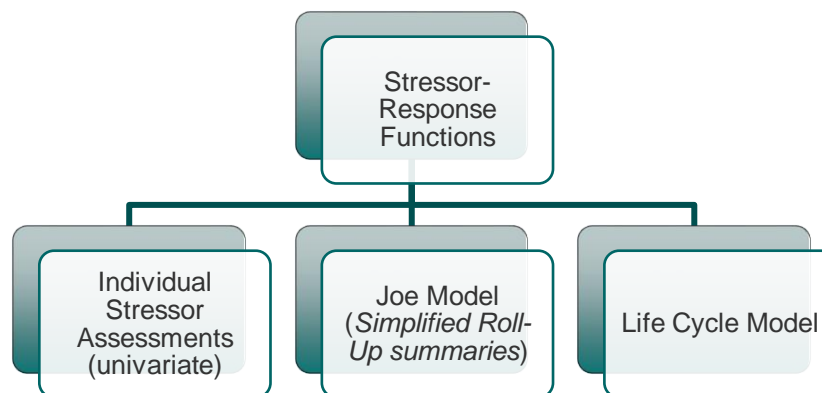 Stressor-
Response
Functions
Individual
Stressor
Assessments
(univariate)
Joe Model
(Simplified Roll-
Up summaries)
Life Cycle Model